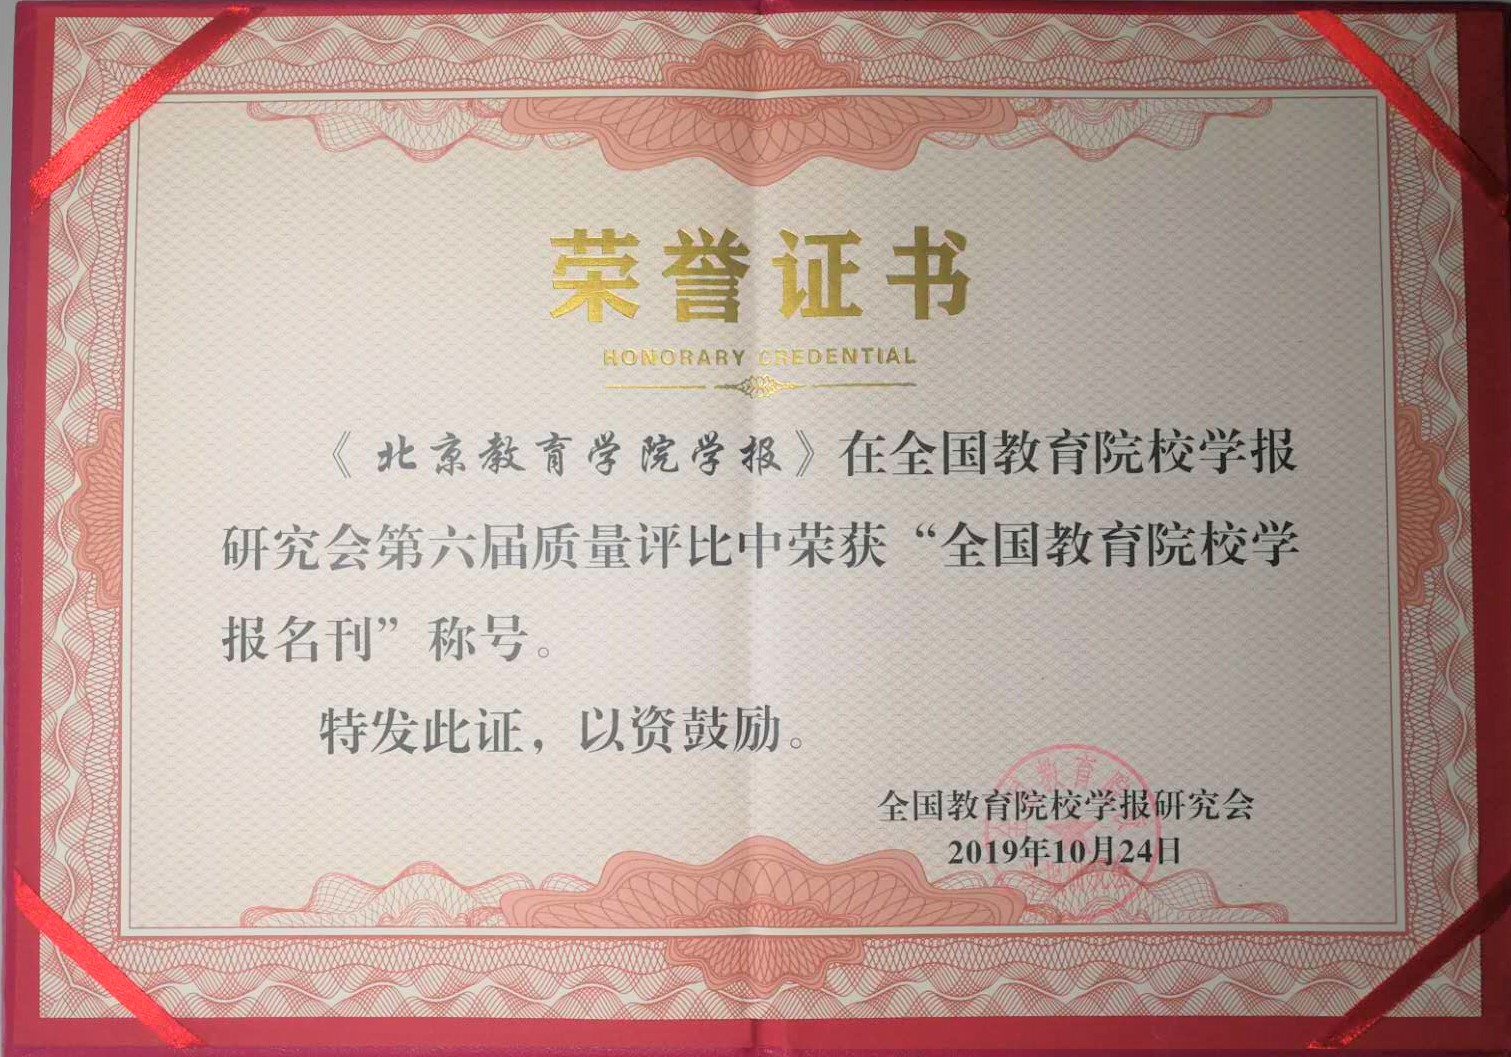 荣誉证书
HONORARY CREDENTIAL
《北京教育学院学报》在全国教育院校学报
研究会第六届质量评比中荣获“全国教育院校学
报名刊”称号。
特发此证，以资鼓励。
全国教育院校学报研究会
2019年10月24日